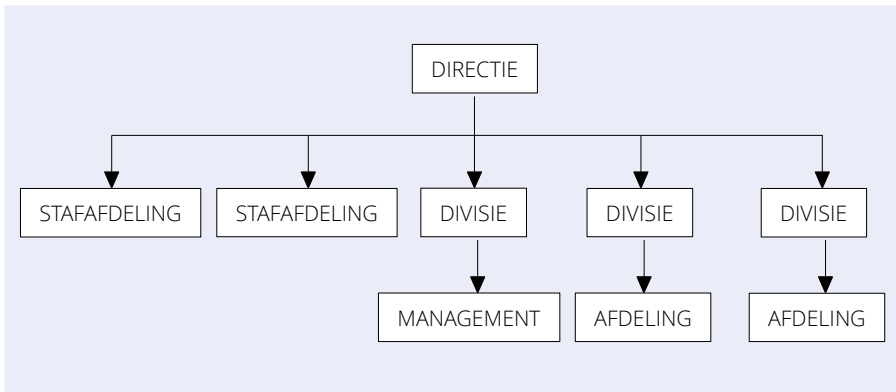 DIRECTIE
STAFAFDELING STAFAFDELING DIVISIE DIVISIE DIVISIE
MANAGEMENT AFDELING AFDELING